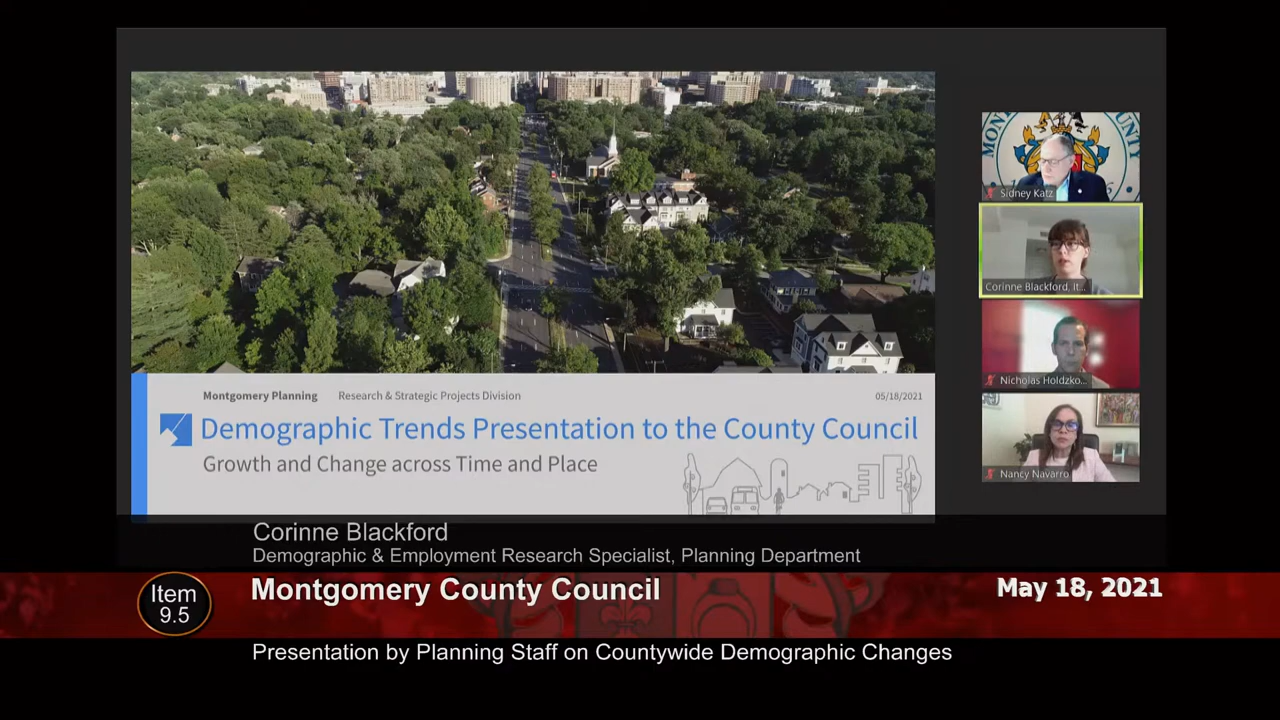 MONT
COUNTY
Sidney Katz
Corinne Blackford, it...
Nicholas Holdzko...
Nancy Navarro
Montgomery Planning Research & Strategic Projects Division 05/18/2021
Demographic Trends Presentation to the County Council
Growth and Change across Time and Place
Corinne Blackford
Demographic & Employment Research Specialist, Planning Department
Item
9.5
Montgomery County Council
May 18, 2021
Presentation by Planning Staff on Countywide Demographic Changes